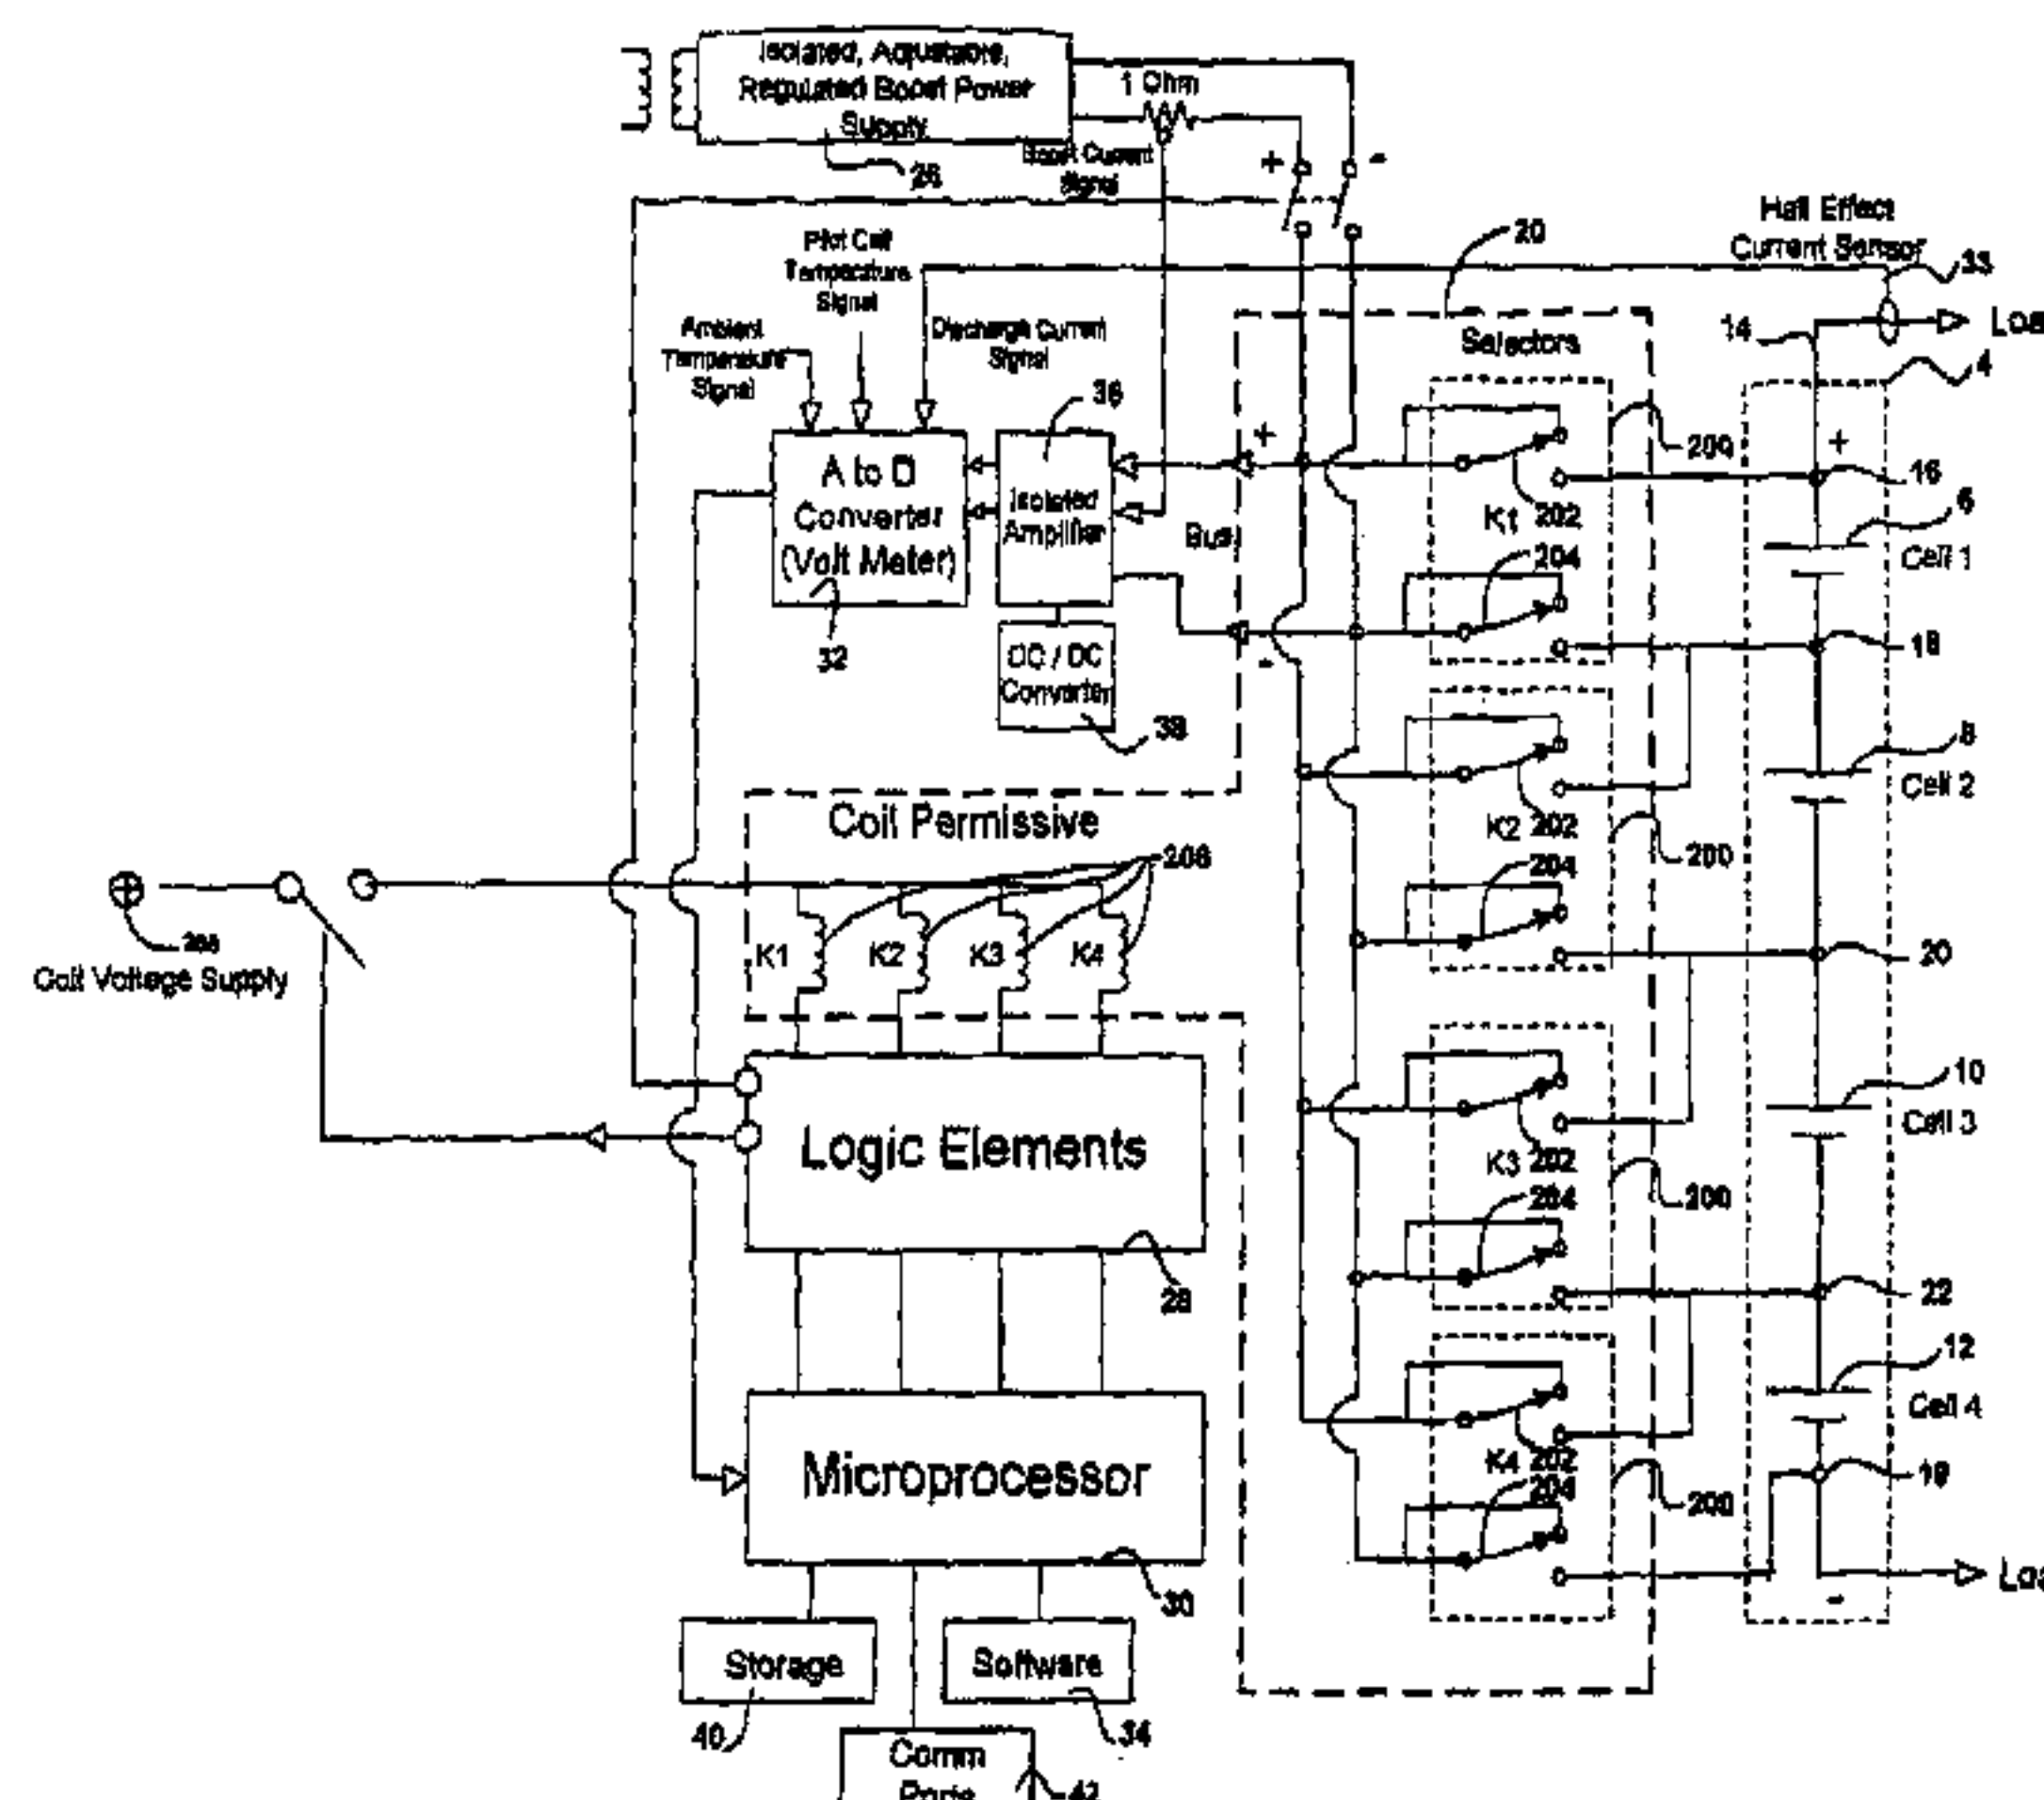 Isolated, Adjustable,
Regulated Boost Power
Supply
26
1 Ohm
Boost Current
Signal
+
-
Pilot Cell
Temperature
Signal
Ambient
Temperature
Signal
Discharge Current
Signal
20
Hall Effect
Current Sensor
33
14
4
Selectors
36
A to D
Converter
(Volt Meter)
32
Isolated
Amplifier
DC / DC
Converter
38
+
Bus
-
200
K1 202
204
+
16
6
Cell 1
18
8
Cell 2
K2 202
200
204
20
Coil Permissive
206
K1
K2
K3
K4
Coil Voltage Supply
10
Cell 3
K3 202
200
204
22
12
Cell 4
K4 202
204
200
19
-
Logic Elements
28
Microprocessor
30
Storage
40
Software
34
Comm
Ports
42